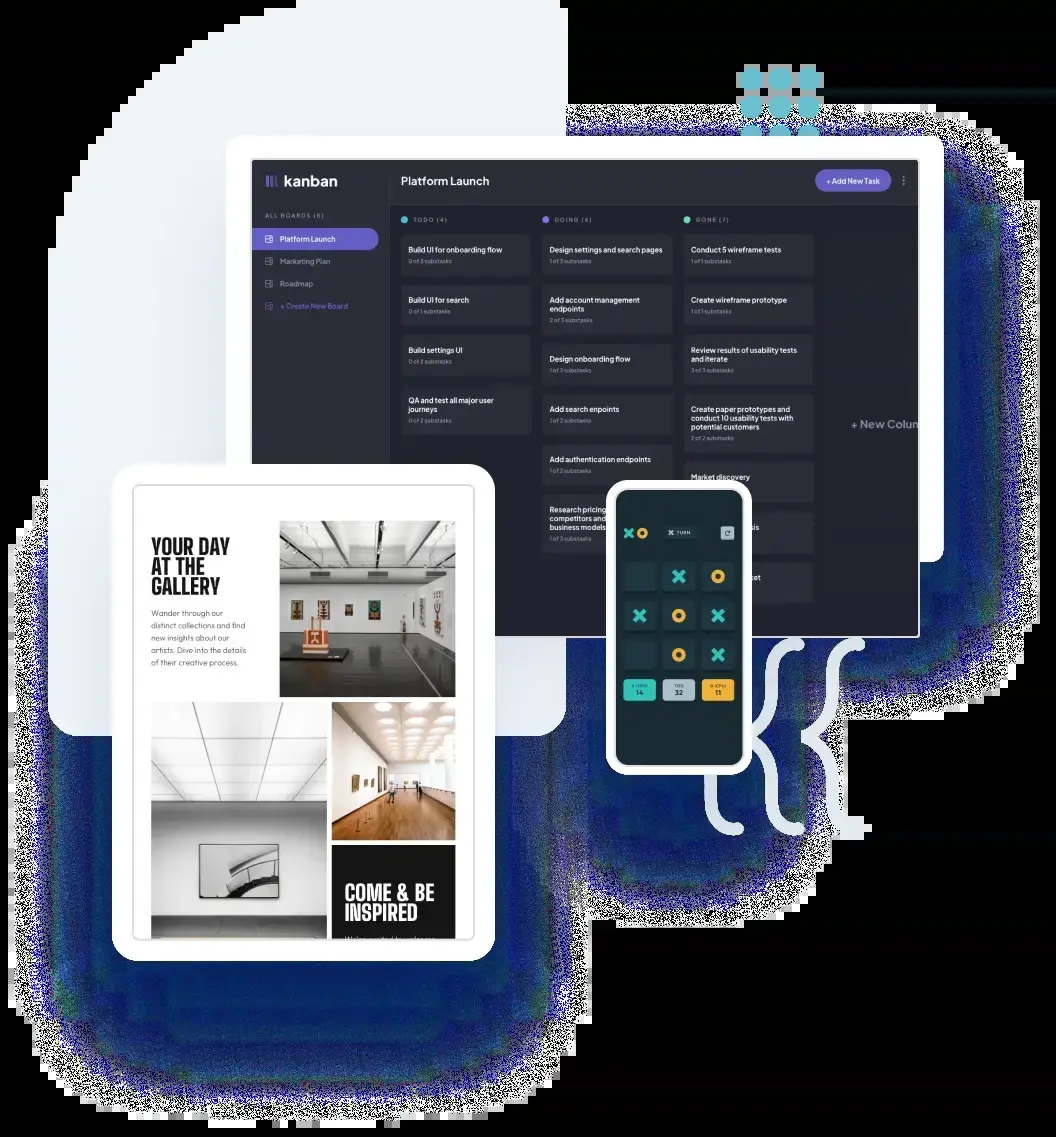 kanban
Platform Launch
+ Add New Task
ALL BOARDS (8)
Platform Launch
Marketing Plan
Roadmap
+ Create New Board
TODO (4)
Build UI for onboarding flow
0 of 3 substasks
Build UI for search
0 of 1 substasks
Build settings UI
0 of 2 substasks
QA and test all major user
journeys
0 of 2 substasks
DOING (6)
Design settings and search pages
1 of 3 substasks
Add account management
endpoints
2 of 3 substasks
Design onboarding flow
1 of 3 substasks
Add search enpoints
1 of 2 substasks
Add authentication endpoints
1 of 2 substasks
Research pricing
competitors and
business models
1 of 3 substasks
DONE (7)
Conduct 5 wireframe tests
1 of 1 substasks
Create wireframe prototype
1 of 1 substasks
Review results of usability tests
and iterate
3 of 3 substasks
Create paper prototypes and
conduct 10 usability tests with
potential customers
2 of 2 substasks
Market discovery
+ New Colum
YOUR DAY
AT THE
GALLERY
Wander through our
distinct collections and find
new insights about our
artists. Dive into the details
of their creative process.
COME & BE
INSPIRED
X TURN
14
32
11